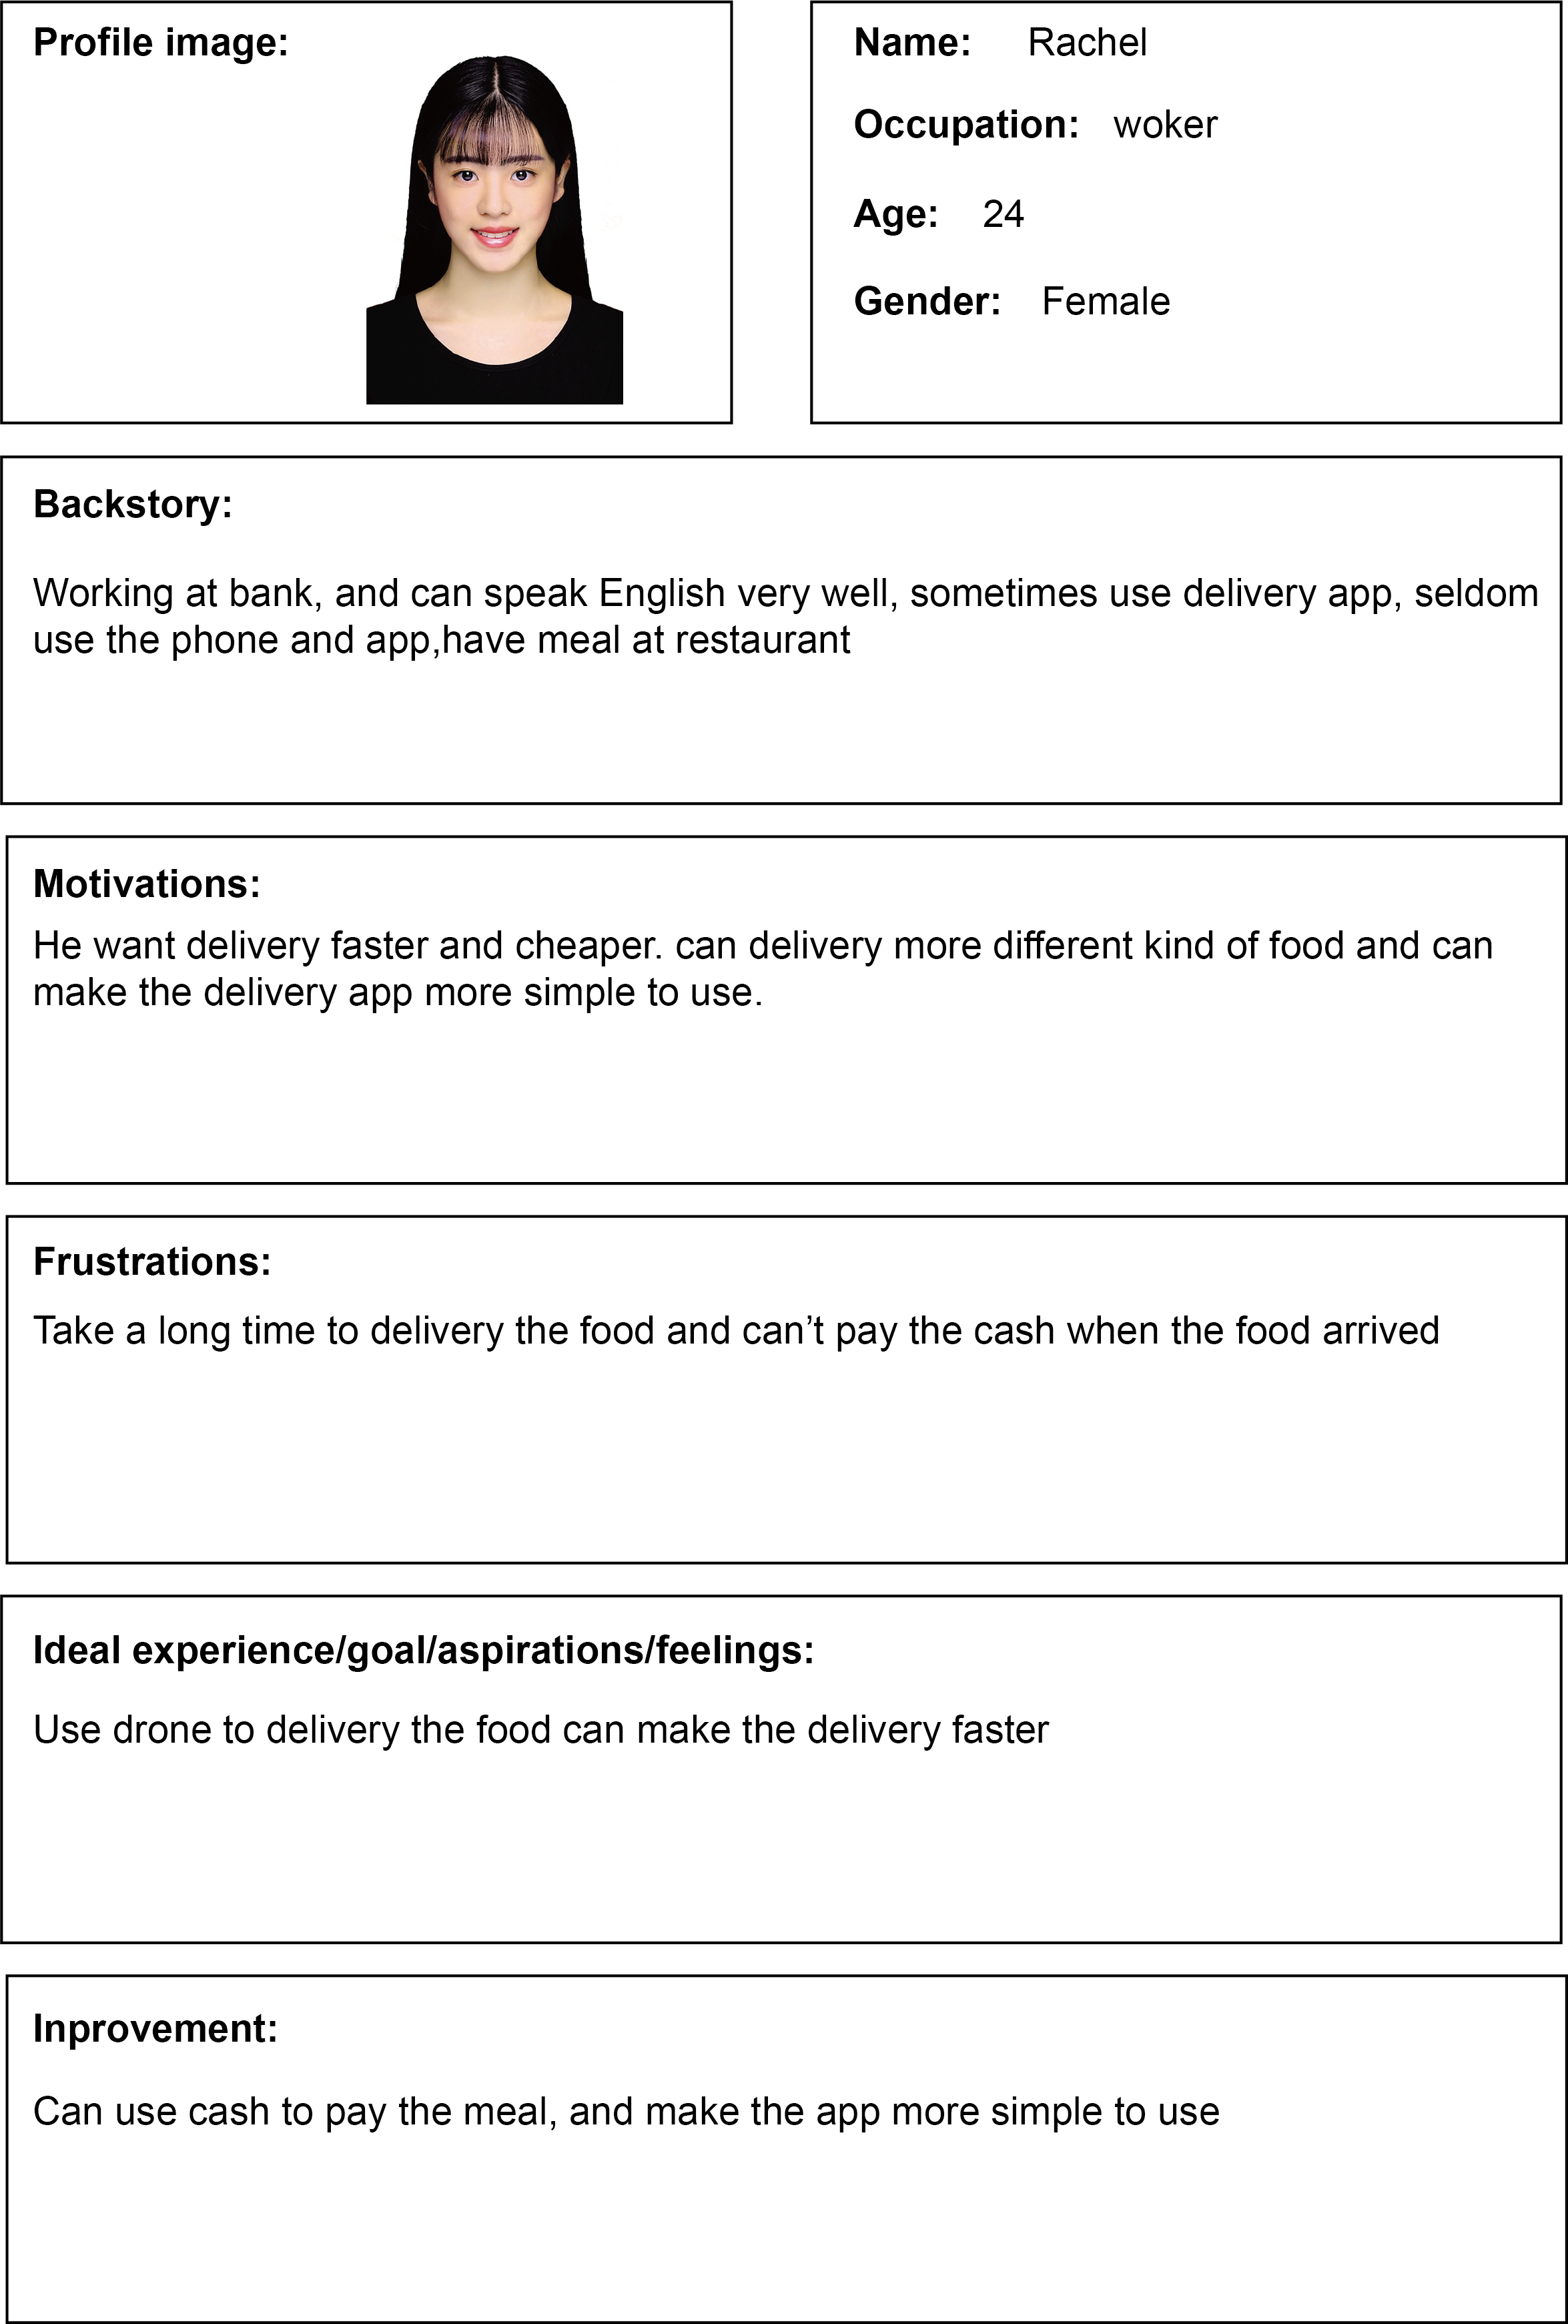 Profile image:
Name: Rachel
Occupation: woker
Age: 24
Gender: Female
Backstory:
Working at bank, and can speak English very well, sometimes use delivery app, seldom
use the phone and app,have meal at restaurant
Motivations:
He want delivery faster and cheaper. can delivery more different kind of food and can
make the delivery app more simple to use.
Frustrations:
Take a long time to delivery the food and can’t pay the cash when the food arrived
Ideal experience/goal/aspirations/feelings:
Use drone to delivery the food can make the delivery faster
Inprovement:
Can use cash to pay the meal, and make the app more simple to use